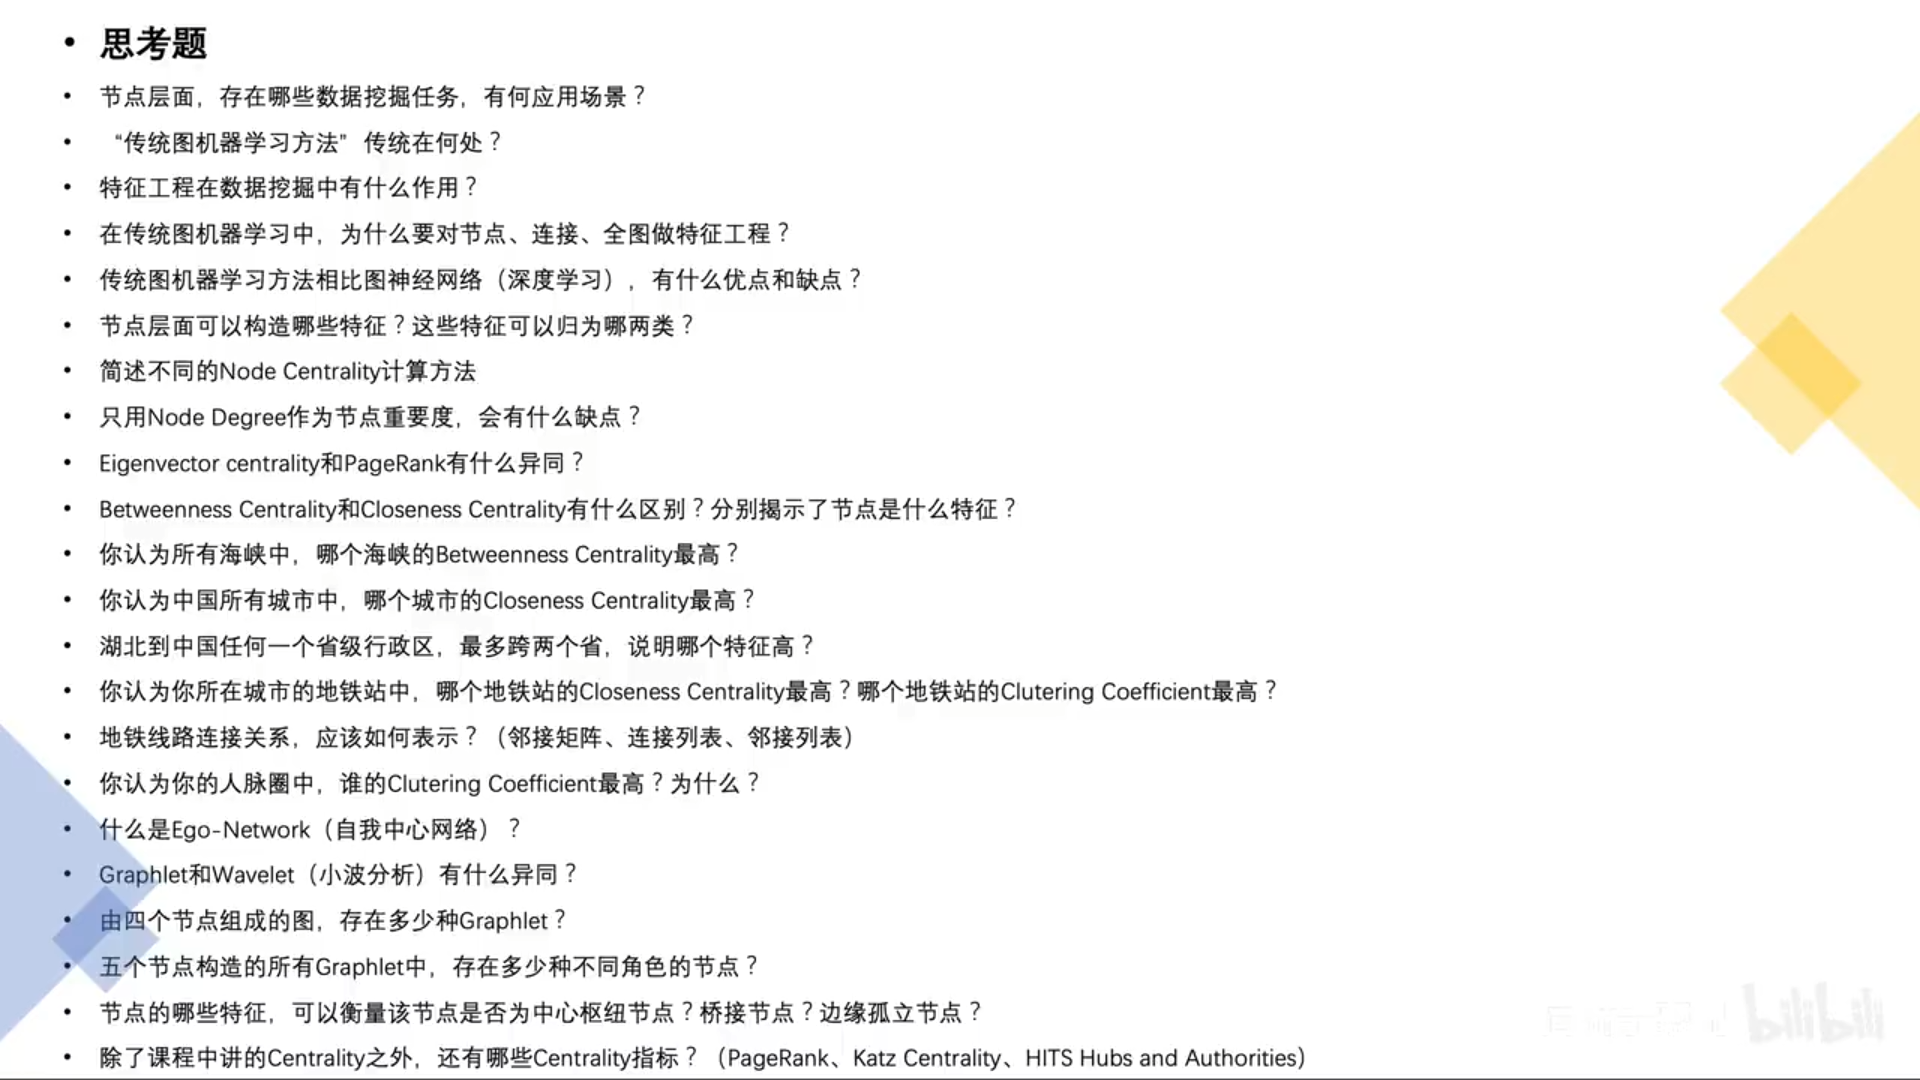 • 思考题
• 节点层面，存在哪些数据挖掘任务，有何应用场景？
• “传统图机器学习方法” 传统在何处？
• 特征工程在数据挖掘中有什么作用？
• 在传统图机器学习中，为什么要对节点、连接、全图做特征工程？
• 传统图机器学习方法相比图神经网络（深度学习），有什么优点和缺点？
• 节点层面可以构造哪些特征？这些特征可以归为哪两类？
• 简述不同的Node Centrality计算方法
• 只用Node Degree作为节点重要度，会有什么缺点？
• Eigenvector centrality和PageRank有什么异同？
• Betweenness Centrality和Closeness Centrality有什么区别？分别揭示了节点是什么特征？
• 你认为所有海峡中，哪个海峡的Betweenness Centrality最高？
• 你认为中国所有城市中，哪个城市的Closeness Centrality最高？
• 湖北到中国任何一个省级行政区，最多跨两个省，说明哪个特征高？
• 你认为你所在城市的地铁站中，哪个地铁站的Closeness Centrality最高？哪个地铁站的Clutering Coefficient最高？
• 地铁线路连接关系，应该如何表示？（邻接矩阵、连接列表、邻接列表）
• 你认为你的人脉圈中，谁的Clutering Coefficient最高？为什么？
• 什么是Ego-Network（自我中心网络）？
• Graphlet和Wavelet（小波分析）有什么异同？
• 由四个节点组成的图，存在多少种Graphlet？
• 五个节点构造的所有Graphlet中，存在多少种不同角色的节点？
• 节点的哪些特征，可以衡量该节点是否为中心枢纽节点？桥接节点？边缘孤立节点？
• 除了课程中讲的Centrality之外，还有哪些Centrality指标？（PageRank、Katz Centrality、HITS Hubs and Authorities）
bilibili